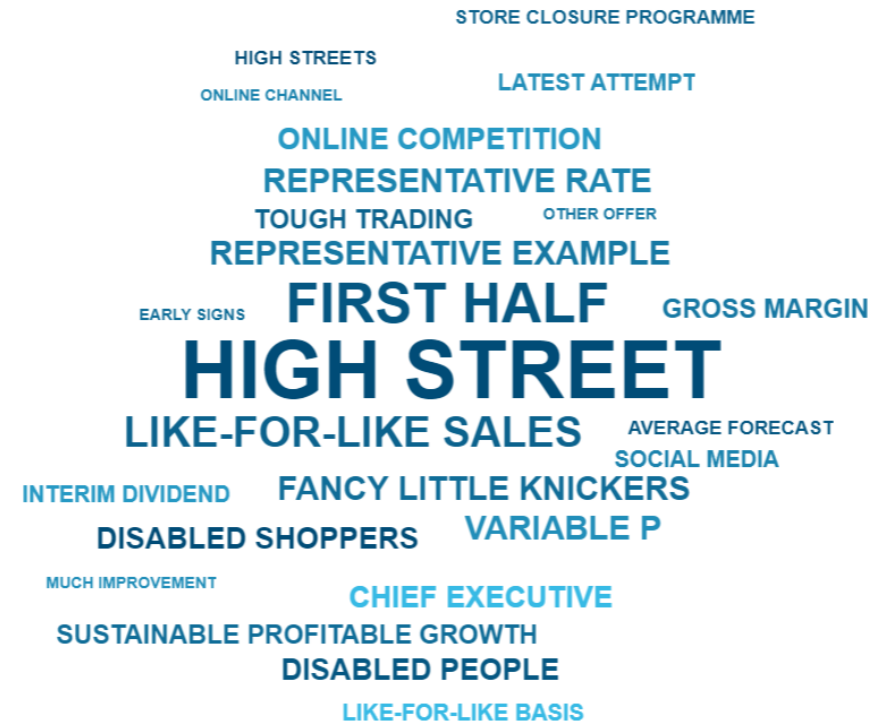 STORE CLOSURE PROGRAMME
HIGH STREETS
LATEST ATTEMPT
ONLINE CHANNEL
ONLINE COMPETITION
REPRESENTATIVE RATE
TOUGH TRADING
OTHER OFFER
REPRESENTATIVE EXAMPLE
FIRST HALF
GROSS MARGIN
EARLY SIGNS
HIGH STREET
LIKE-FOR-LIKE SALES
AVERAGE FORECAST
SOCIAL MEDIA
INTERIM DIVIDEND
FANCY LITTLE KNICKERS
DISABLED SHOPPERS
VARIABLE P
MUCH IMPROVEMENT
CHIEF EXECUTIVE
SUSTAINABLE PROFITABLE GROWTH
DISABLED PEOPLE
LIKE-FOR-LIKE BASIS